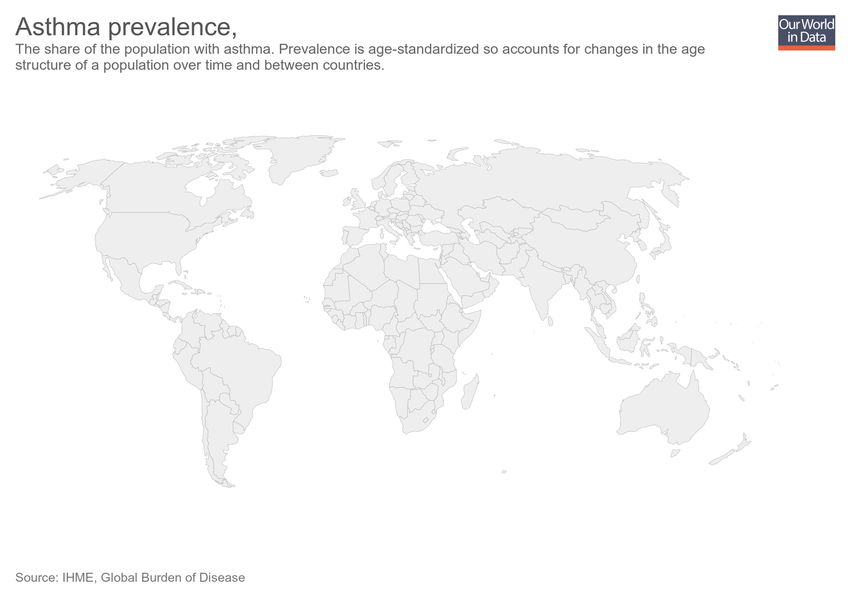 Asthma prevalence,
The share of the population with asthma. Prevalence is age-standardized so accounts for changes in the age
structure of a population over time and between countries.
Our World
in Data
Source: IHME, Global Burden of Disease